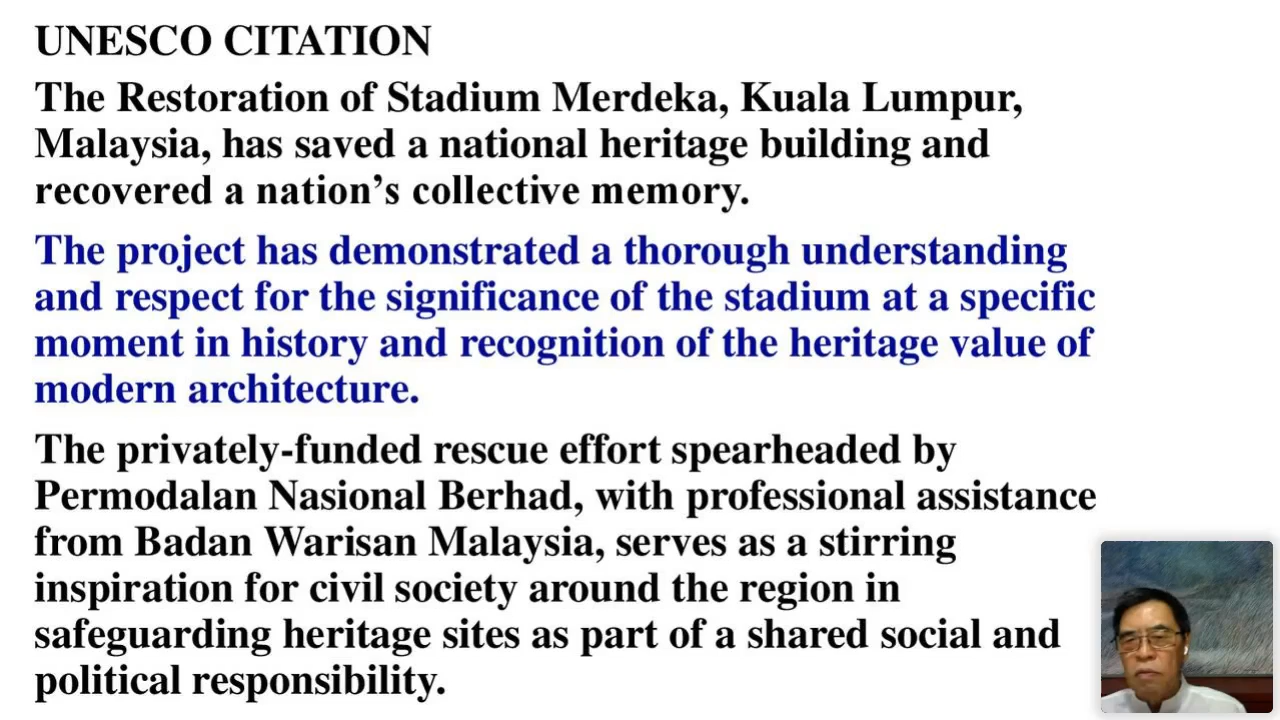 UNESCO CITATION
The Restoration of Stadium Merdeka, Kuala Lumpur,
Malaysia, has saved a national heritage building and
recovered a nation’s collective memory.
The project has demonstrated a thorough understanding
and respect for the significance of the stadium at a specific
moment in history and recognition of the heritage value of
modern architecture.
The privately-funded rescue effort spearheaded by
Permodalan Nasional Berhad, with professional assistance
from Badan Warisan Malaysia, serves as a stirring
inspiration for civil society around the region in
safeguarding heritage sites as part of a shared social and
political responsibility.